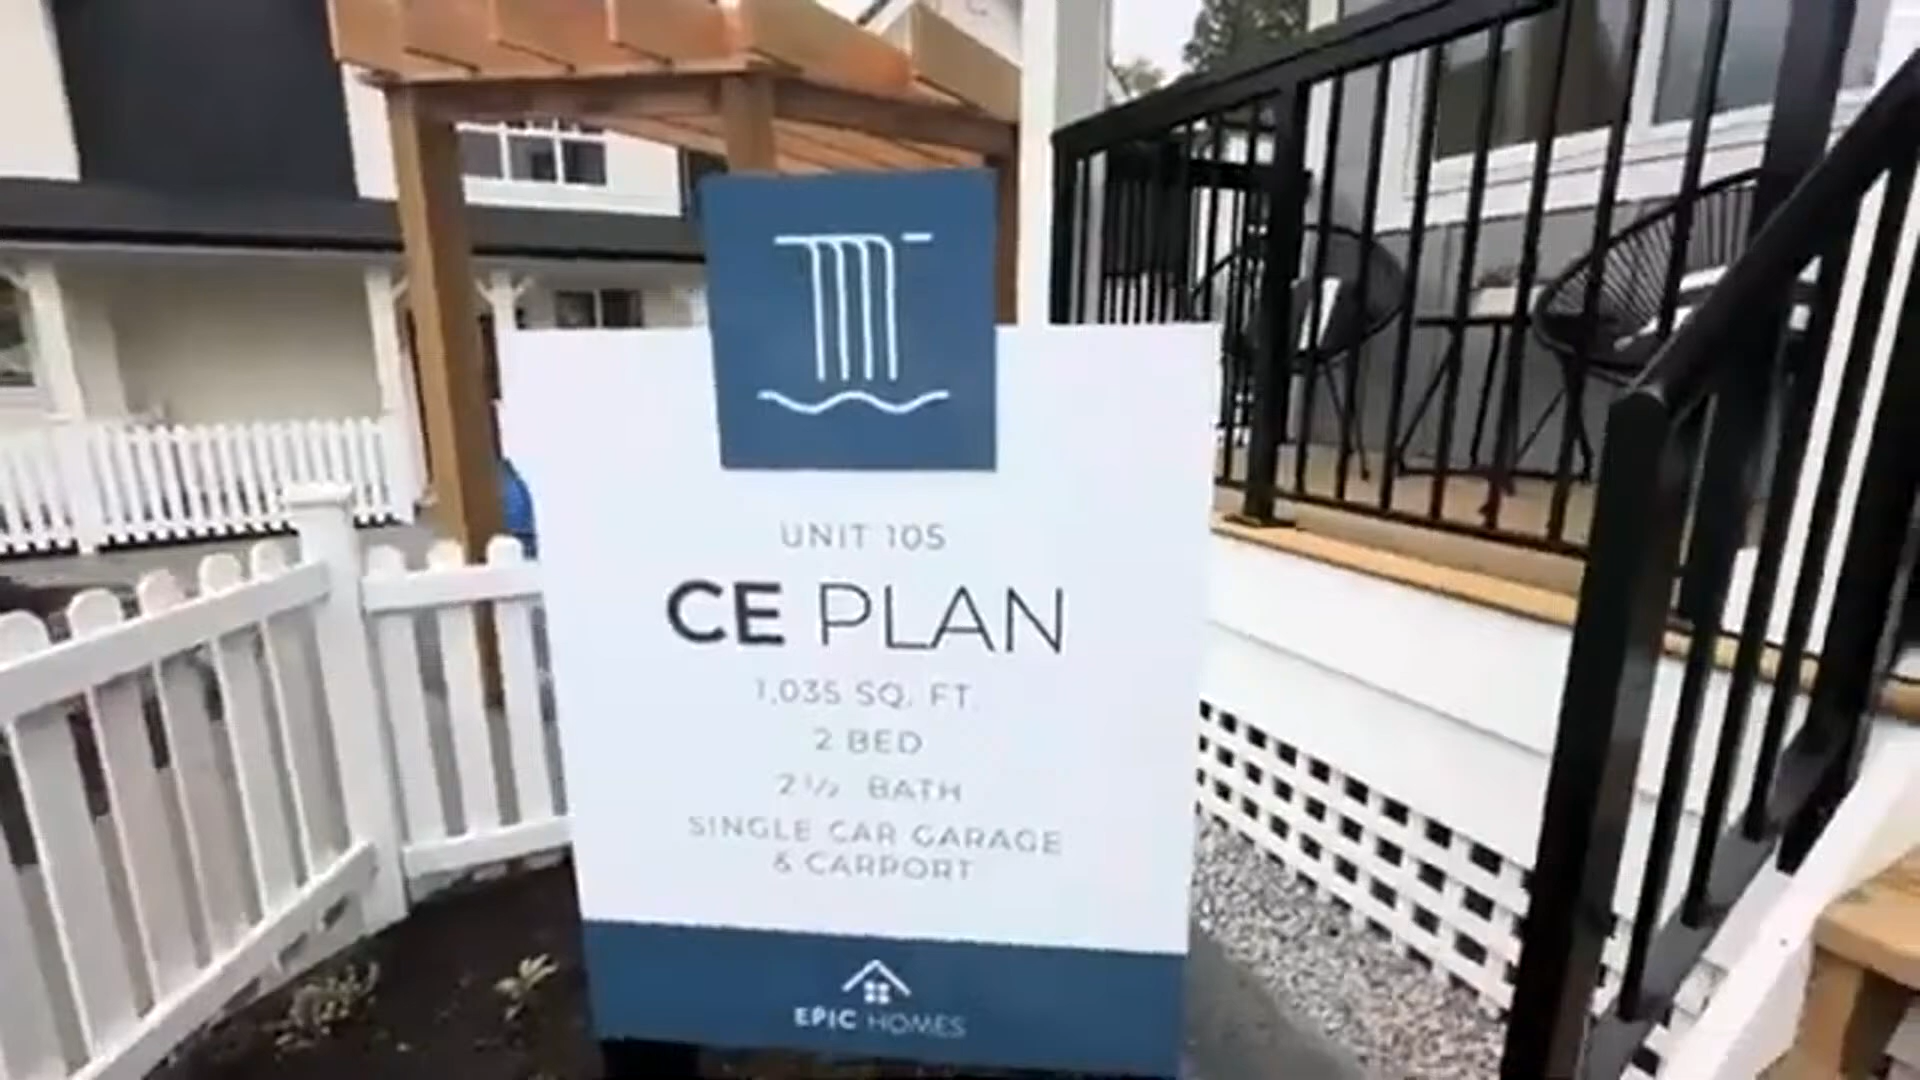 UNIT 105
CE PLAN
1,035 SQ. FT.
2 BED
2 ½ BATH
SINGLE CAR GARAGE
& CARPORT
EPIC HOMES